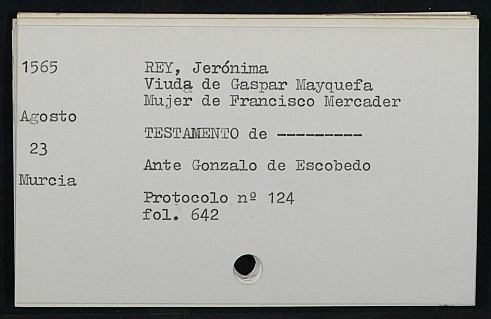 1565
REY, Jerónima
Viuda de Gaspar Mayquefa
Mujer de Francisco Mercader
Agosto
TESTAMENTO de ---------
23
Ante Gonzalo de Escobedo
Murcia
Protocolo nº 124
fol. 642